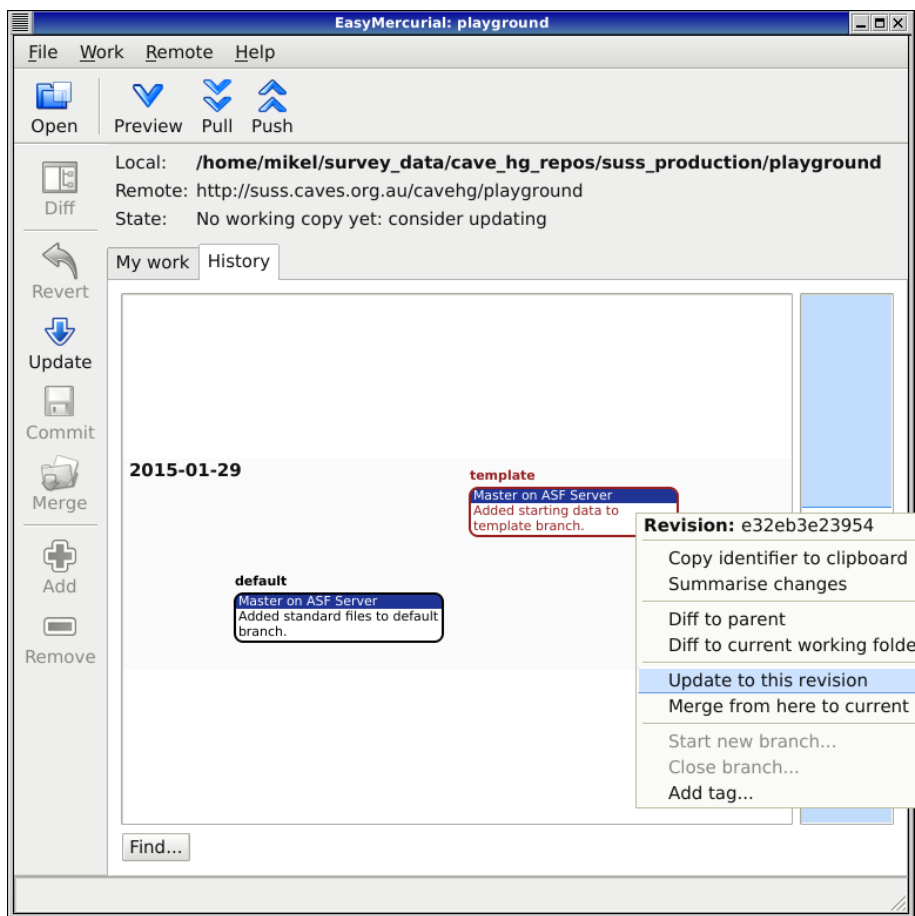 EasyMercurial: playground
File Work Remote Help
Open Preview Pull Push
Local: /home/mikel/survey_data/cave_hg_repos/suss_production/playground
Remote: http://suss.caves.org.au/cavehg/playground
State: No working copy yet: consider updating
Diff
Revert
Update
Commit
Merge
Add
Remove
My work History
2015-01-29
template
Master on ASF Server
Added starting data to
template branch.
default
Master on ASF Server
Added standard files to default
branch.
Revision: e32eb3e23954
Copy identifier to clipboard
Summarise changes
Diff to parent
Diff to current working folde
Update to this revision
Merge from here to current
Start new branch...
Close branch...
Add tag...
Find...